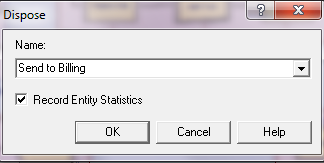 Dispose
Name:
Send to Billing
Record Entity Statistics
OK Cancel Help